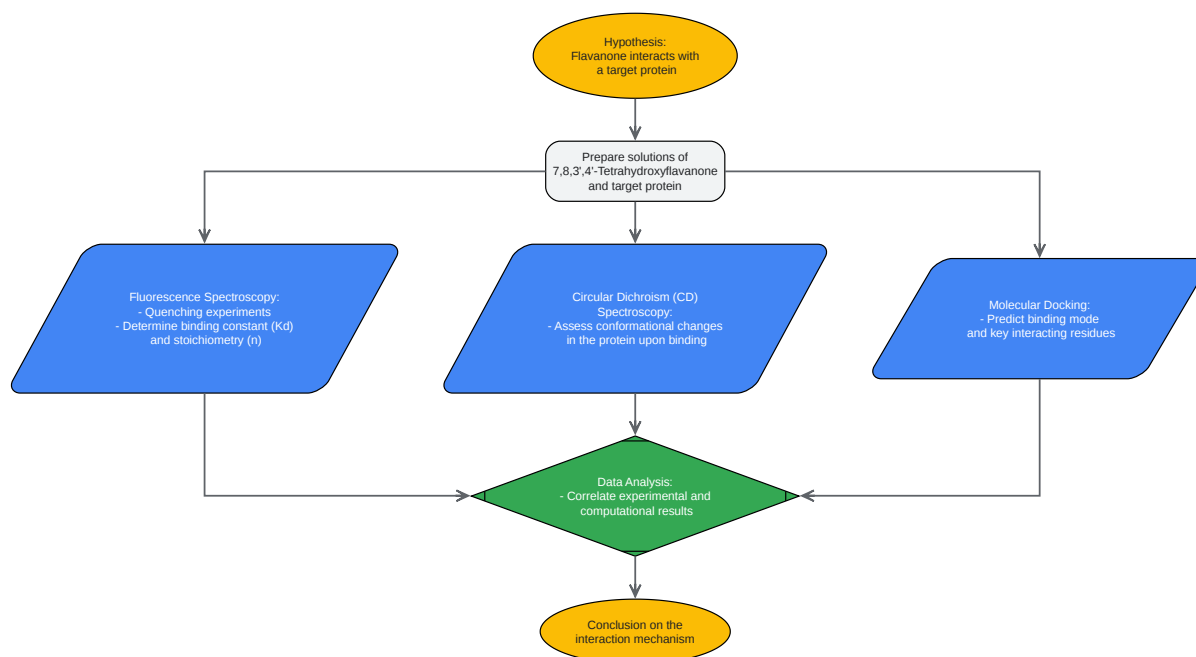 Hypothesis:
Flavanone interacts with
a target protein
Prepare solutions of
7,8,3',4'-Tetrahydroxyflavanone
and target protein
Fluorescence Spectroscopy:
- Quenching experiments
- Determine binding constant (Kd)
and stoichiometry (n)
Circular Dichroism (CD)
Spectroscopy:
- Assess conformational changes
in the protein upon binding
Molecular Docking:
- Predict binding mode
and key interacting residues
Data Analysis:
- Correlate experimental and
computational results
Conclusion on the
interaction mechanism